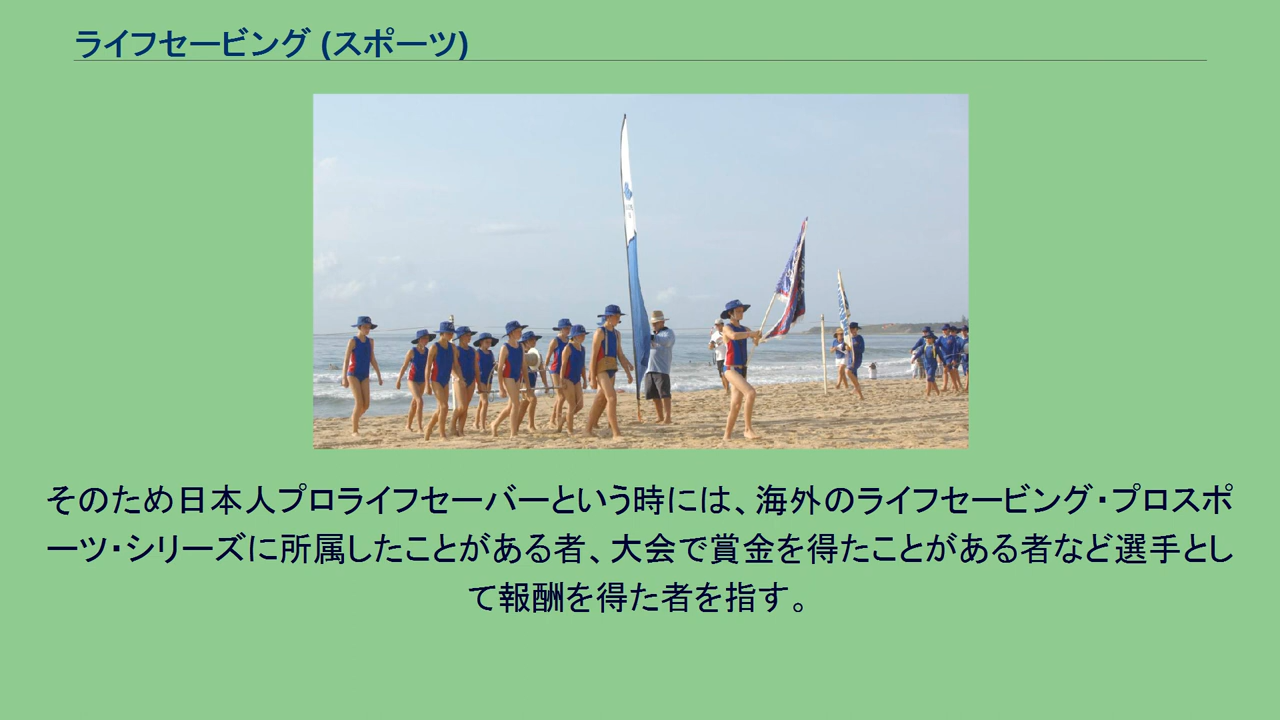 ライフセービング (スポーツ)
そのため日本人プロライフセーバーという時には、海外のライフセービング・プロスポ
ーツ・シリーズに所属したことがある者、大会で賞金を得たことがある者など選手とし
て報酬を得た者を指す。